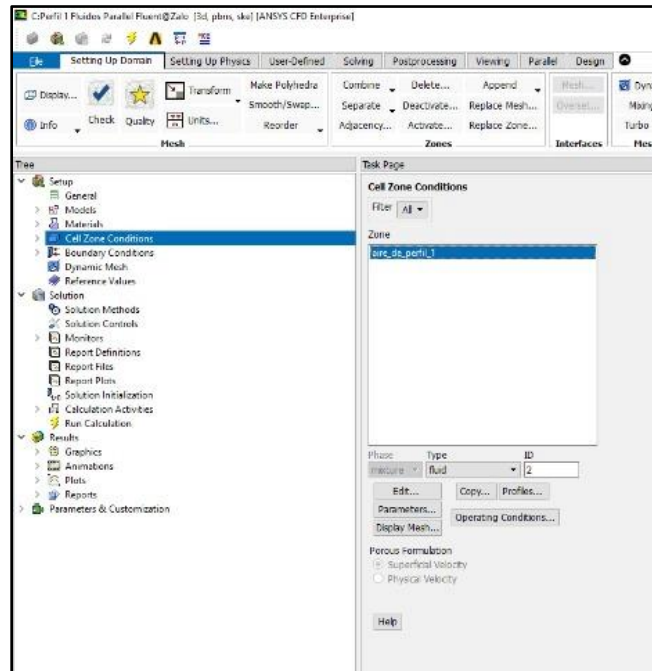 C:Perfil 1 Fluidos Parallel Fluent@Zalo [3d, pbns, ske] [ANSYS CFD Enterprise]
File Setting Up Domain Setting Up Physics User-Defined Solving Postprocessing Viewing Parallel Design
Display... Transform Make Polyhedra Combine Delete... Append Mesh... Dyn
Smooth/Swap... Separate Deactivate... Replace Mesh... Overset... Mixing
Info Check Quality Units... Reorder Adjacency... Activate... Replace Zone... Turbo
Mesh Zones Interfaces Mes
Tree
Setup
General
Models
Materials
Cell Zone Conditions
Boundary Conditions
Dynamic Mesh
Reference Values
Solution
Solution Methods
Solution Controls
Monitors
Report Definitions
Report Files
Report Plots
Solution Initialization
Calculation Activities
Run Calculation
Results
Graphics
Animations
Plots
Reports
Parameters & Customization
Task Page
Cell Zone Conditions
Filter All
Zone
aire_de_perfil_1
Phase Type ID
mixture fluid 2
Edit... Copy... Profiles...
Parameters... Operating Conditions...
Display Mesh...
Porous Formulation
Superficial Velocity
Physical Velocity
Help